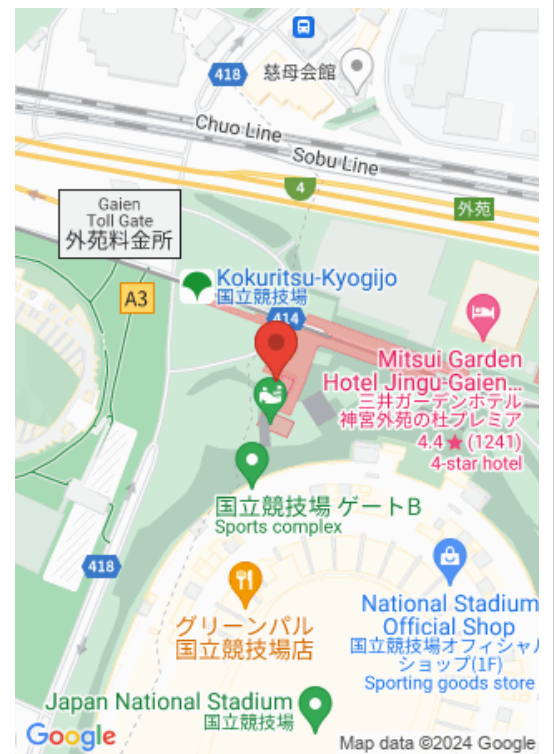 418
慈母会館
Chuo Line
Sobu Line
4
外苑
Gaien
Toll Gate
外苑料金所
A3
Kokuritsu-Kyogijo
国立競技場
414
Mitsui Garden
Hotel Jingu-Gaien...
三井ガーデンホテル
神宮外苑の杜プレミア
4.4★(1241)
4-star hotel
国立競技場 ゲートB
Sports complex
418
グリーンパル
国立競技場店
National Stadium
Official Shop
国立競技場オフィシャル
ショップ(1F)
Sporting goods store
Japan National Stadium
国立競技場
Google
Map data ©2024 Google